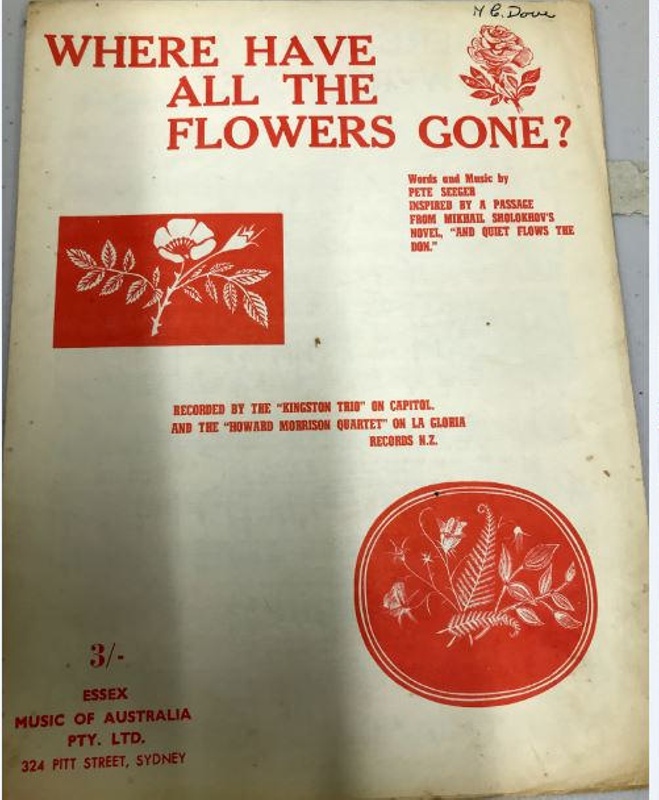 N C. Dove
WHERE HAVE
ALL THE
FLOWERS GONE?
Words and Music by
PETE SEEGER
INSPIRED BY A PASSAGE
FROM MIKHAIL SHOLOKHOV'S
NOVEL, "AND QUIET FLOWS THE
DON."
RECORDED BY THE "KINGSTON TRIO" ON CAPITOL.
AND THE "HOWARD MORRISON QUARTET" ON LA GLORIA
RECORDS N.Z.
3/-
ESSEX
MUSIC OF AUSTRALIA
PTY. LTD.
324 PITT STREET, SYDNEY